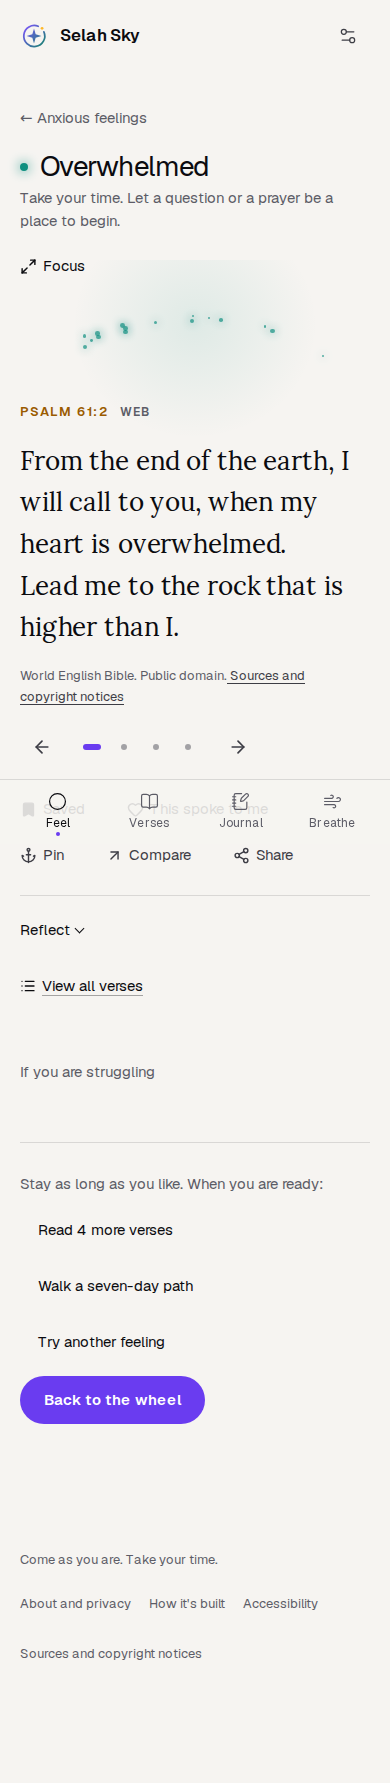 Selah Sky
← Anxious feelings
Overwhelmed
Take your time. Let a question or a prayer be a
place to begin.
Focus
PSALM 61:2 WEB
From the end of the earth, I
will call to you, when my
heart is overwhelmed.
Lead me to the rock that is
higher than I.
World English Bible. Public domain. Sources and
copyright notices
Saved This spoke to me
Feel Verses Journal Breathe
Pin Compare Share
Reflect
View all verses
If you are struggling
Stay as long as you like. When you are ready:
Read 4 more verses
Walk a seven-day path
Try another feeling
Back to the wheel
Come as you are. Take your time.
About and privacy How it's built Accessibility
Sources and copyright notices